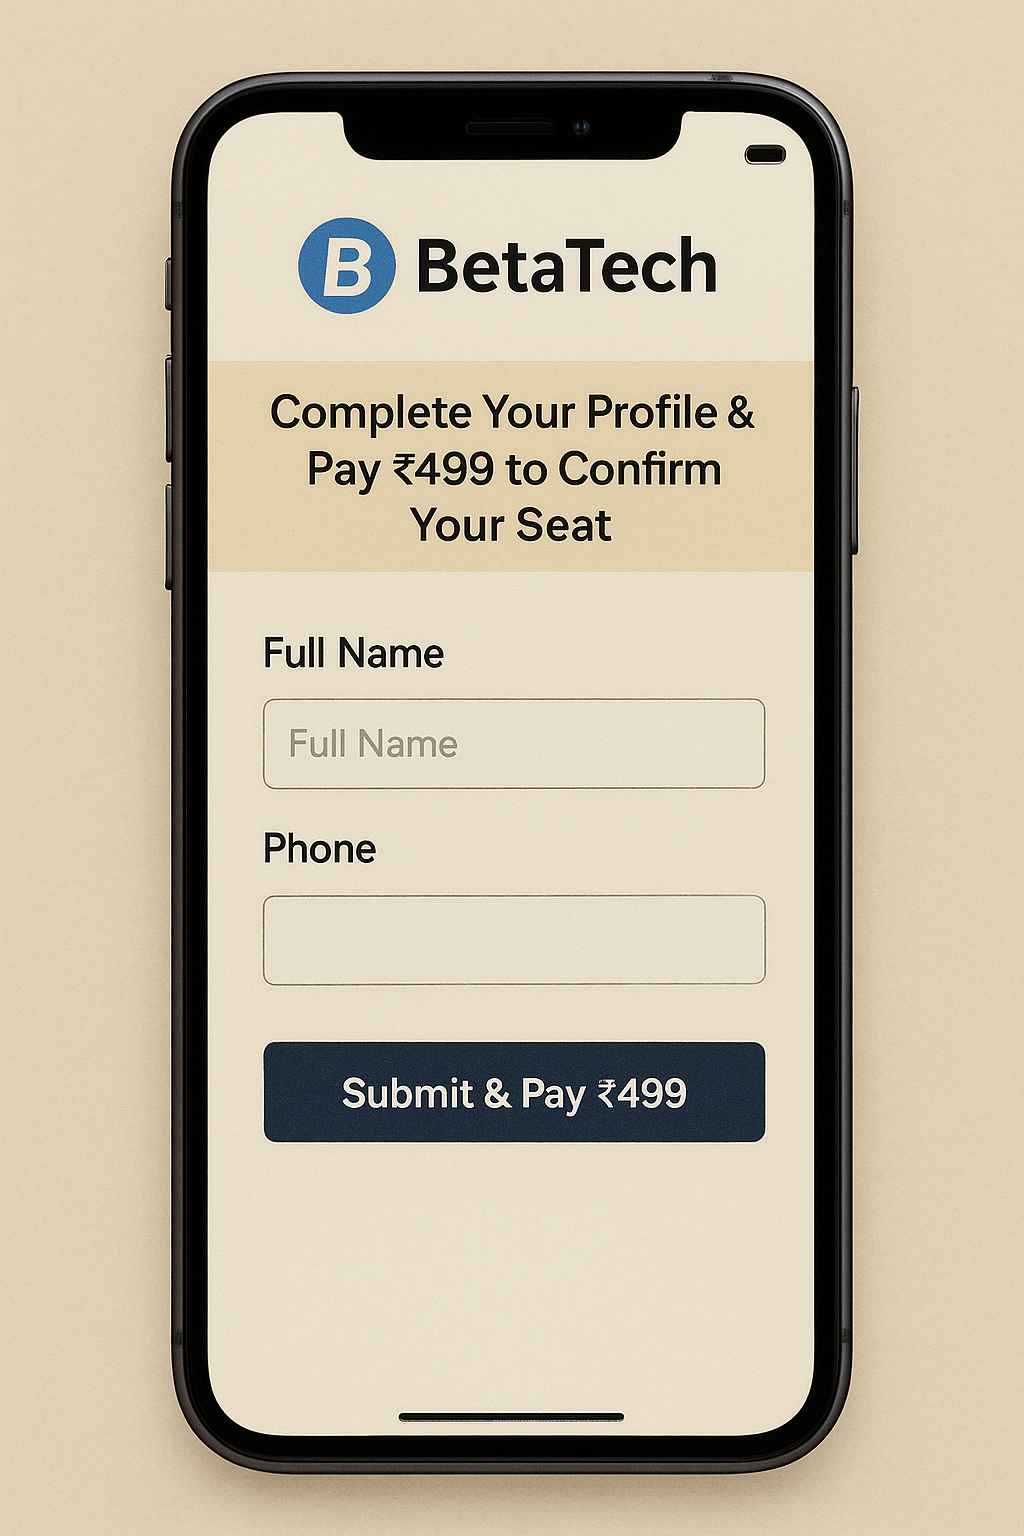 B BetaTech
Complete Your Profile &
Pay ₹499 to Confirm
Your Seat
Full Name
Full Name
Phone
Submit & Pay ₹499